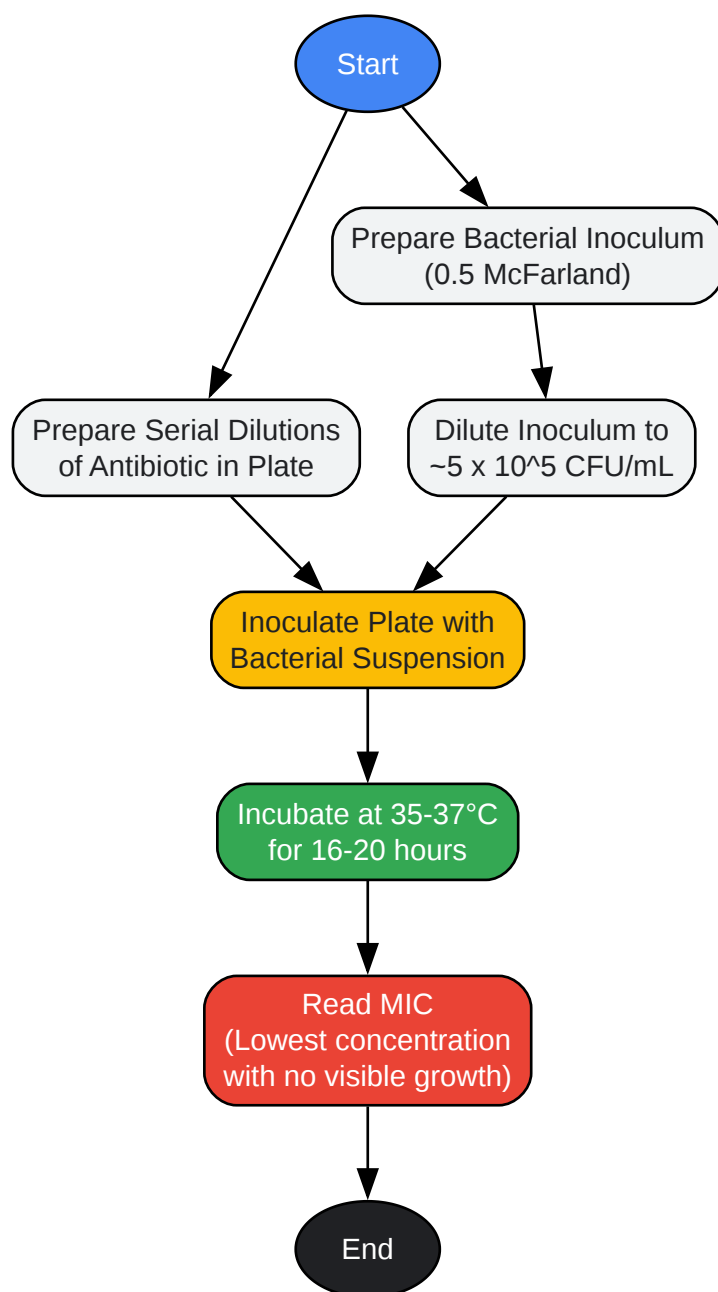 Start
Prepare Bacterial Inoculum
(0.5 McFarland)
Prepare Serial Dilutions
of Antibiotic in Plate
Dilute Inoculum to
~5 x 10^5 CFU/mL
Inoculate Plate with
Bacterial Suspension
Incubate at 35-37°C
for 16-20 hours
Read MIC
(Lowest concentration
with no visible growth)
End